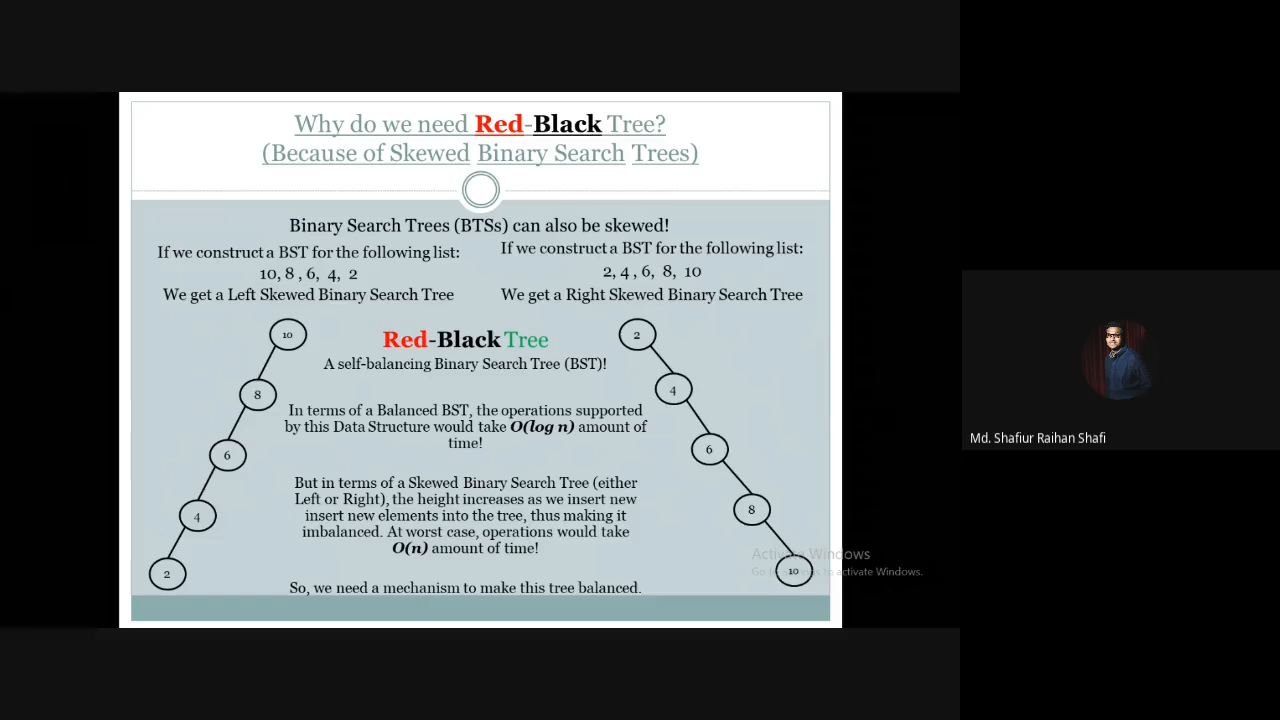 Why do we need Red-Black Tree?
(Because of Skewed Binary Search Trees)
Binary Search Trees (BTSs) can also be skewed!
If we construct a BST for the following list:
10, 8 , 6, 4, 2
We get a Left Skewed Binary Search Tree
If we construct a BST for the following list:
2, 4 , 6, 8, 10
We get a Right Skewed Binary Search Tree
10
8
6
4
2
Red-Black Tree
A self-balancing Binary Search Tree (BST)!
In terms of a Balanced BST, the operations supported
by this Data Structure would take O(log n) amount of
time!
But in terms of a Skewed Binary Search Tree (either
Left or Right), the height increases as we insert new
insert new elements into the tree, thus making it
imbalanced. At worst case, operations would take
O(n) amount of time!
So, we need a mechanism to make this tree balanced.
2
4
6
8
10
Activate Windows
Go to settings to activate Windows.
Md. Shafiur Raihan Shafi